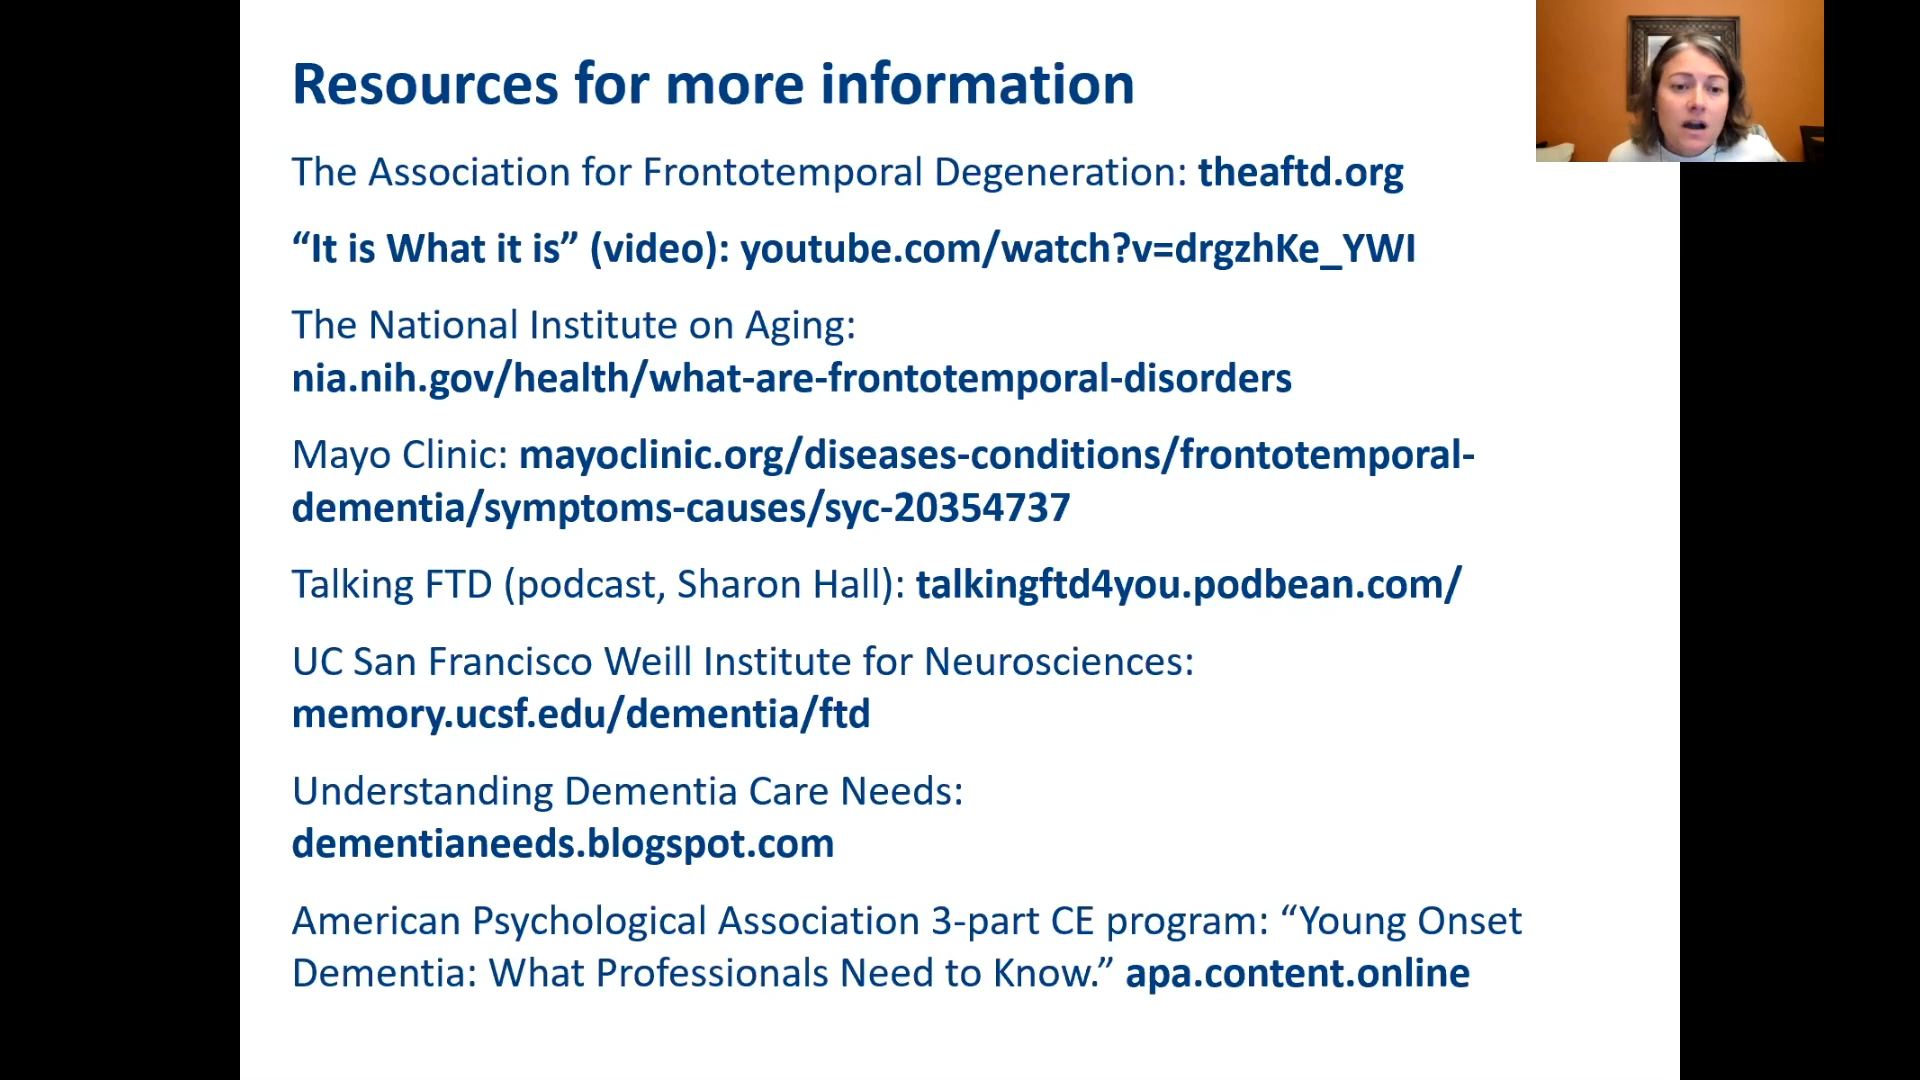 Resources for more information
The Association for Frontotemporal Degeneration: theaftd.org
“It is What it is” (video): youtube.com/watch?v=drgzhKe_YWI
The National Institute on Aging:
nia.nih.gov/health/what-are-frontotemporal-disorders
Mayo Clinic: mayoclinic.org/diseases-conditions/frontotemporal-
dementia/symptoms-causes/syc-20354737
Talking FTD (podcast, Sharon Hall): talkingftd4you.podbean.com/
UC San Francisco Weill Institute for Neurosciences:
memory.ucsf.edu/dementia/ftd
Understanding Dementia Care Needs:
dementianeeds.blogspot.com
American Psychological Association 3-part CE program: “Young Onset
Dementia: What Professionals Need to Know.” apa.content.online